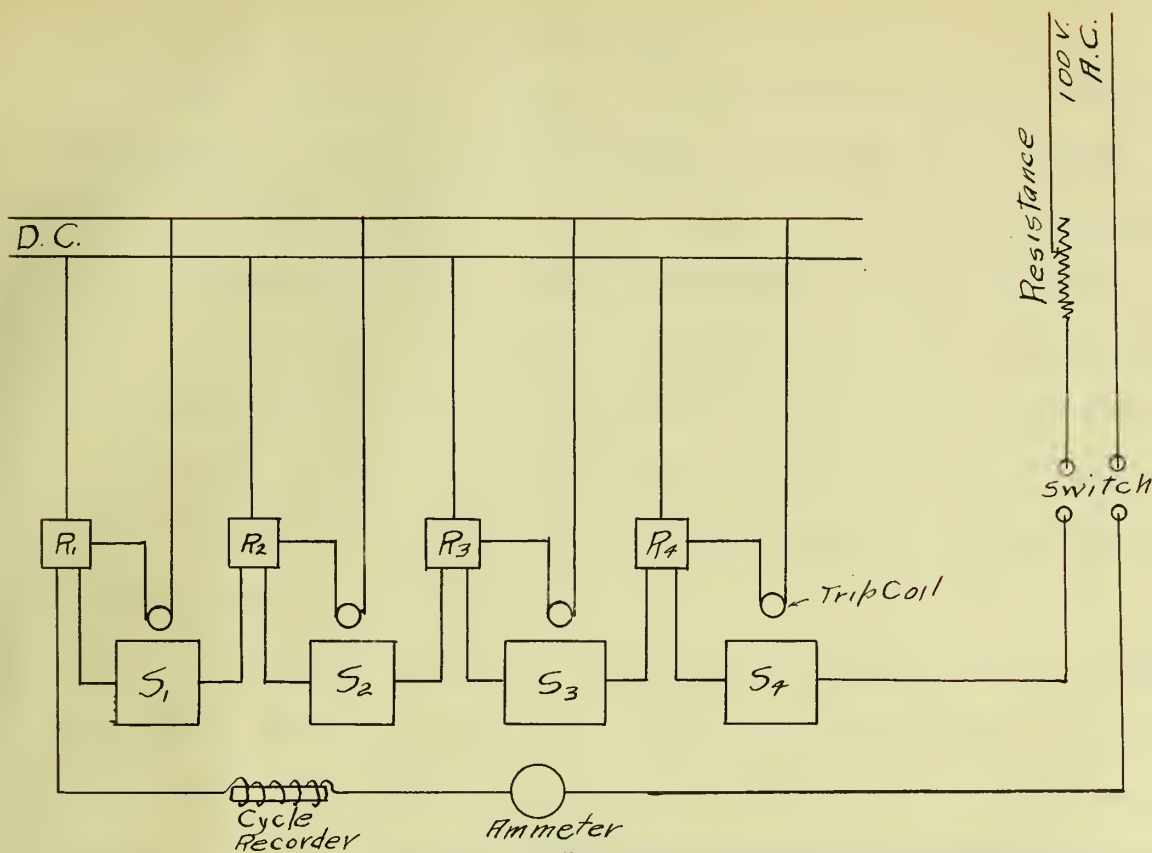 100 V.
A.C.
Resistance
D. C.
Switch
R1
R2
R3
R4
Trip Coil
S1
S2
S3
S4
Cycle
Recorder
Ammeter